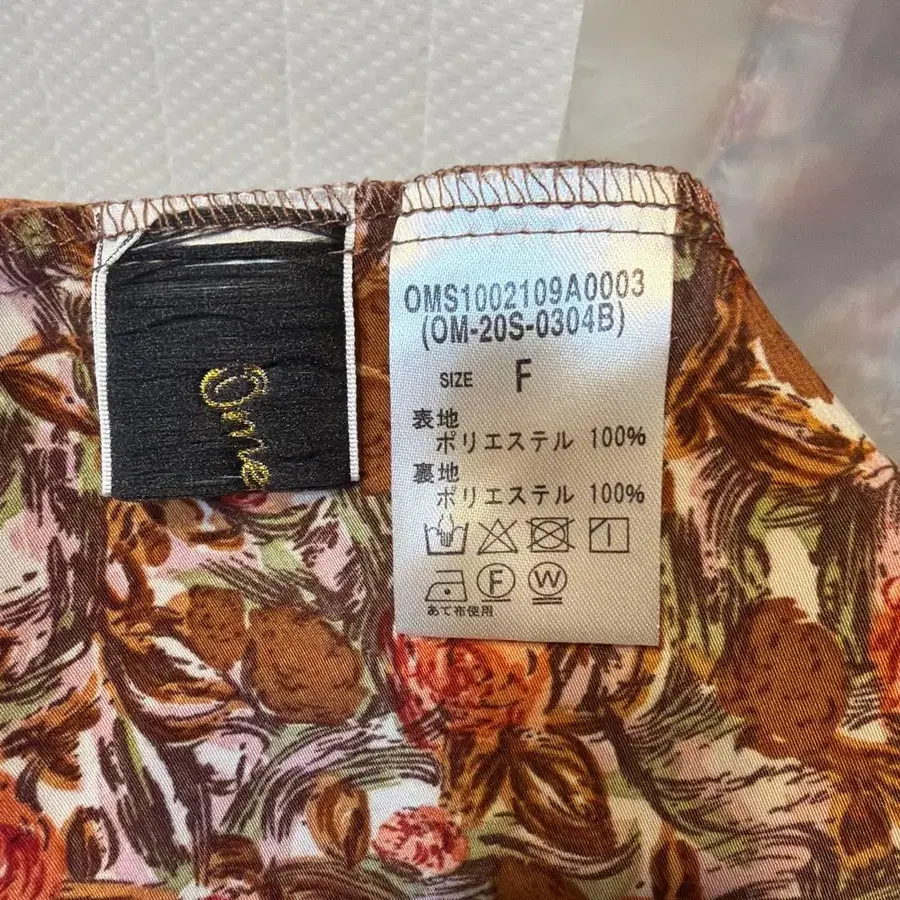 Ome
OMS1002109A0003
(OM-20S-0304B)
SIZE F
表地
ポリエステル 100%
裏地
ポリエステル 100%
F W
あて布使用